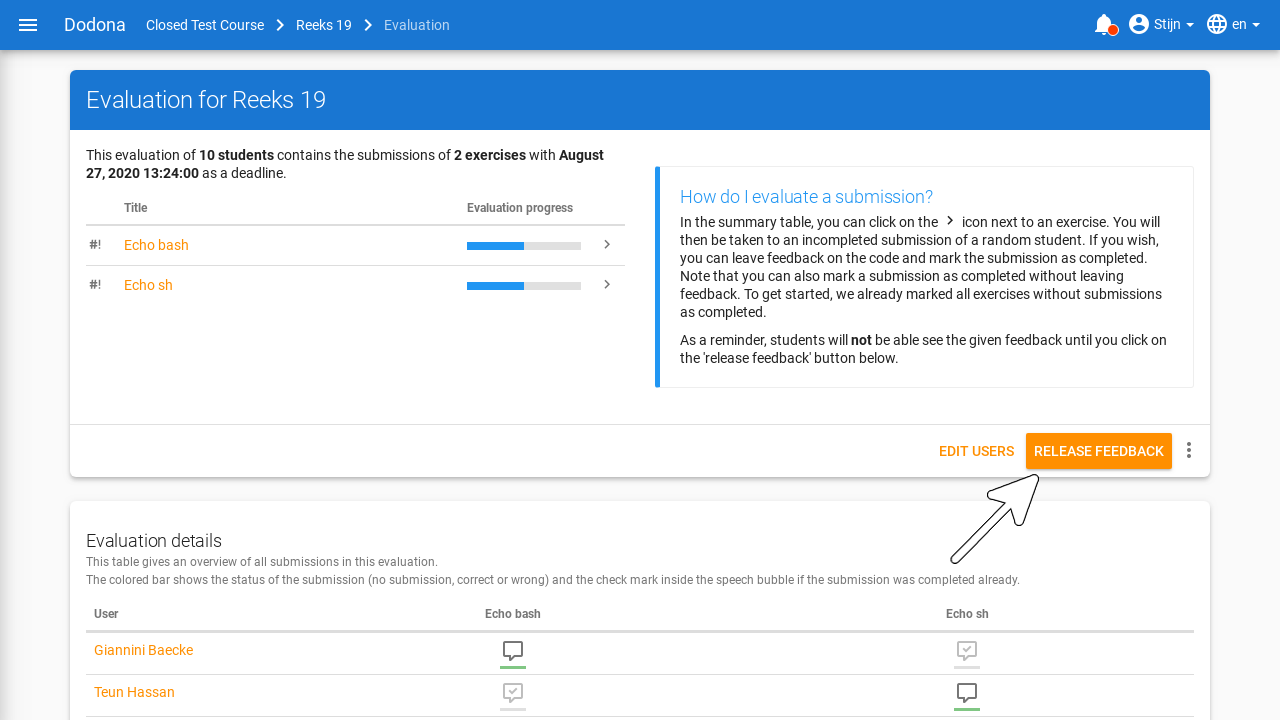 Dodona Closed Test Course Reeks 19 Evaluation Stijn en
Evaluation for Reeks 19
This evaluation of 10 students contains the submissions of 2 exercises with August
27, 2020 13:24:00 as a deadline.
Title Evaluation progress
#! Echo bash
#! Echo sh
How do I evaluate a submission?
In the summary table, you can click on the icon next to an exercise. You will
then be taken to an incompleted submission of a random student. If you wish,
you can leave feedback on the code and mark the submission as completed.
Note that you can also mark a submission as completed without leaving
feedback. To get started, we already marked all exercises without submissions
as completed.
As a reminder, students will not be able see the given feedback until you click on
the 'release feedback' button below.
EDIT USERS RELEASE FEEDBACK
Evaluation details
This table gives an overview of all submissions in this evaluation.
The colored bar shows the status of the submission (no submission, correct or wrong) and the check mark inside the speech bubble if the submission was completed already.
User Echo bash Echo sh
Giannini Baecke
Teun Hassan